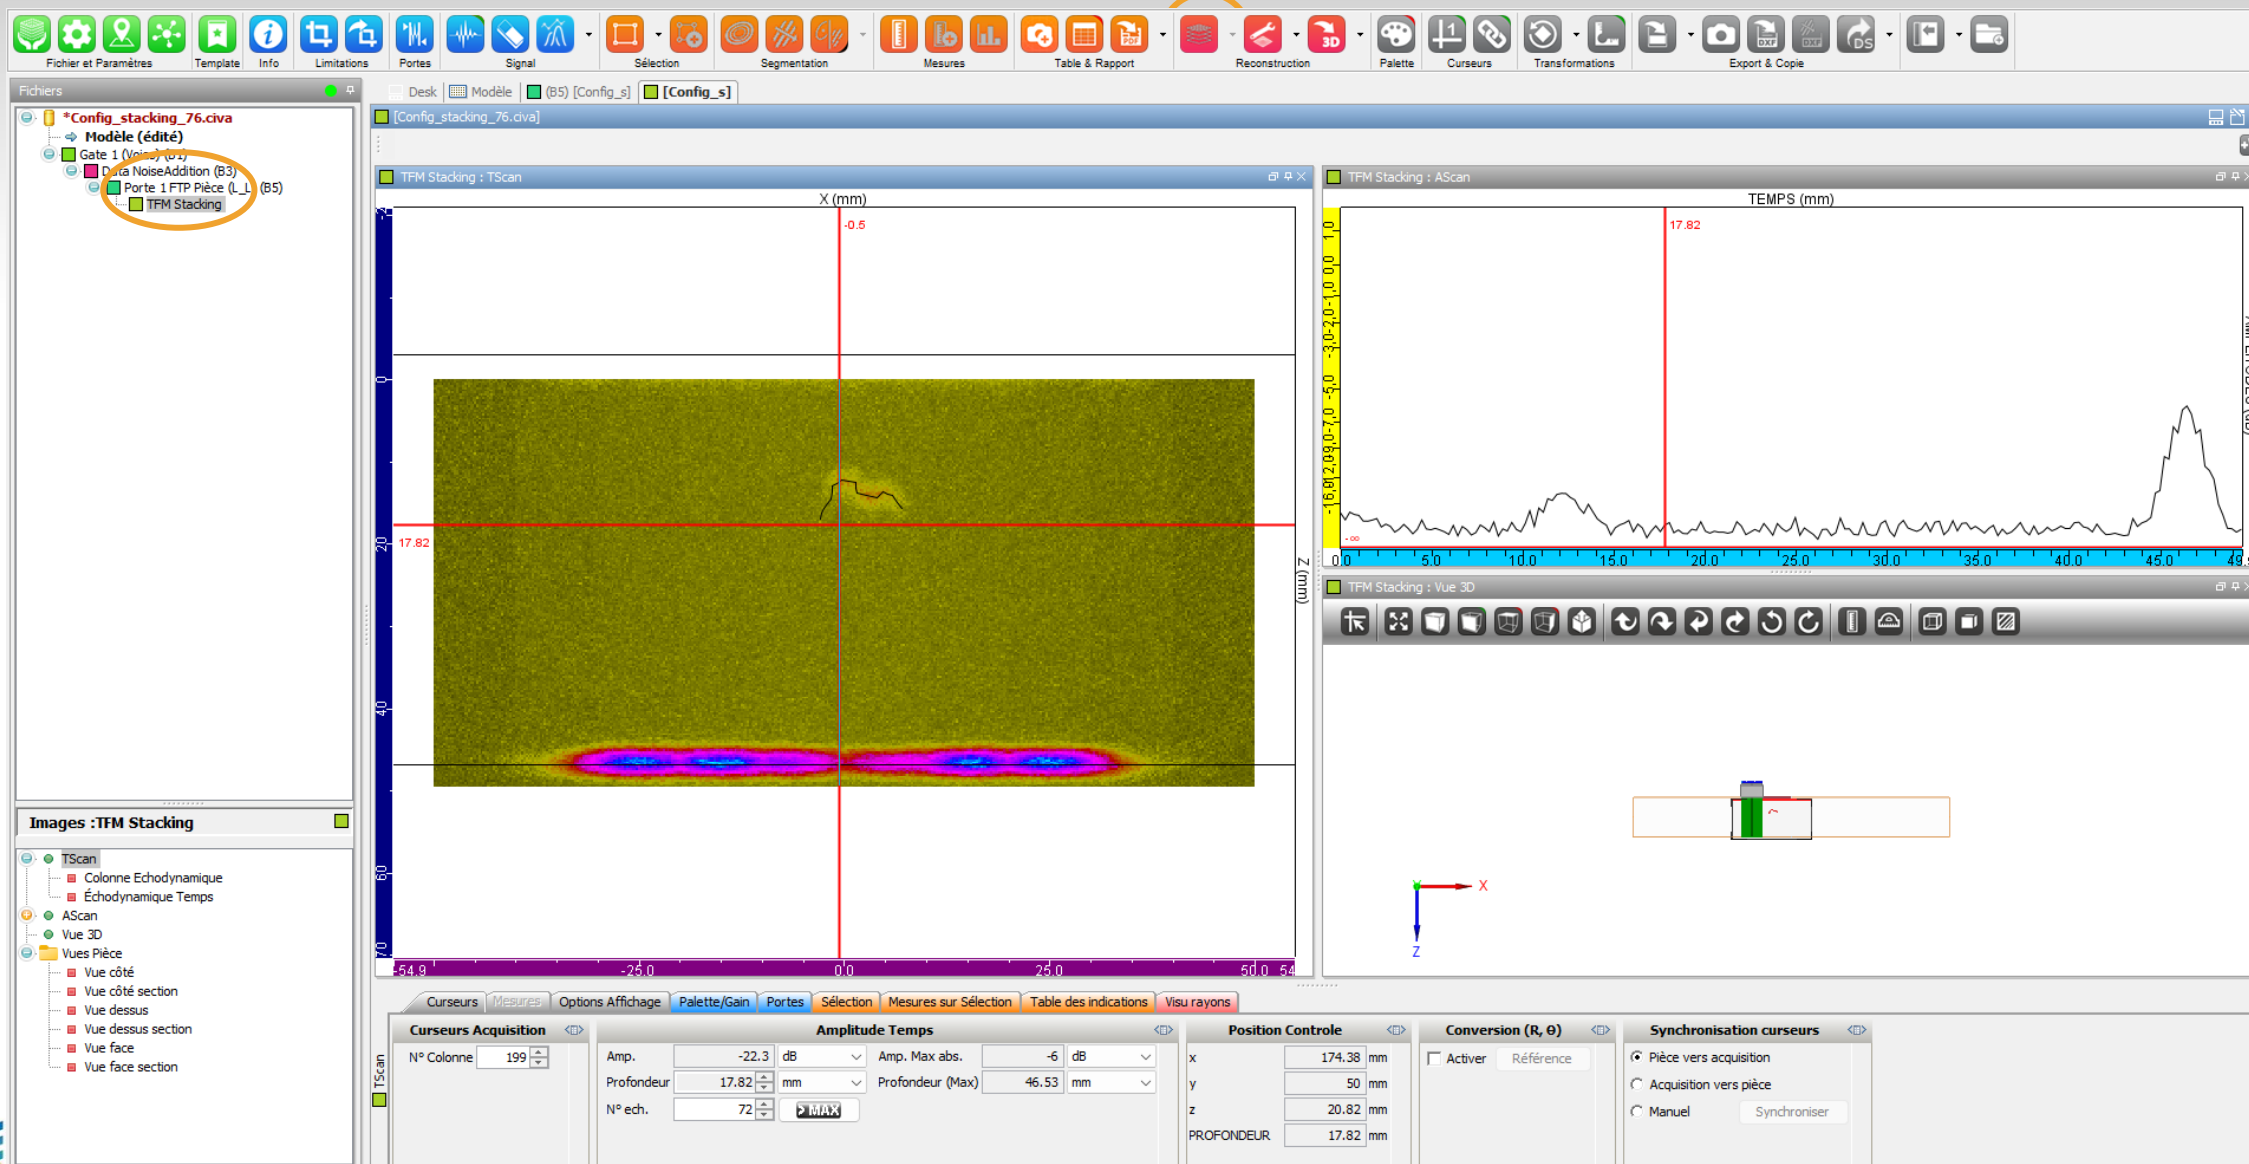 Fichier et Paramètres Template Info Limitations Portes Signal Sélection Segmentation Mesures Table & Rapport Reconstruction Palette Curseurs Transformations Export & Copie
Fichiers
*Config_stacking_76.civa
Modèle (édité)
Gate 1 (Voies) (B1)
Data NoiseAddition (B3)
Porte 1 FTP Pièce (L_L) (B5)
TFM Stacking
Images :TFM Stacking
TScan
Colonne Echodynamique
Échodynamique Temps
AScan
Vue 3D
Vues Pièce
Vue côté
Vue côté section
Vue dessus
Vue dessus section
Vue face
Vue face section
Desk Modèle (B5) [Config_s] [Config_s]
[Config_stacking_76.civa]
TFM Stacking : TScan
X (mm)
-0.5
0
20
17.82
40
60
70
Z (mm)
-54.9 -25.0 0.0 25.0 50.0 54
TFM Stacking : AScan
TEMPS (mm)
17.82
-∞
0.0 5.0 10.0 15.0 20.0 25.0 30.0 35.0 40.0 45.0 49.
TFM Stacking : Vue 3D
X
Z
Curseurs Mesures Options Affichage Palette/Gain Portes Sélection Mesures sur Sélection Table des indications Visu rayons
TScan
Curseurs Acquisition
N° Colonne 199
Amplitude Temps
Amp. -22.3 dB Amp. Max abs. -6 dB
Profondeur 17.82 mm Profondeur (Max) 46.53 mm
N° ech. 72 > MAX
Position Controle
x 174.38 mm
y 50 mm
z 20.82 mm
PROFONDEUR 17.82 mm
Conversion (R, θ)
Activer Référence
Synchronisation curseurs
Pièce vers acquisition
Acquisition vers pièce
Manuel Synchroniser